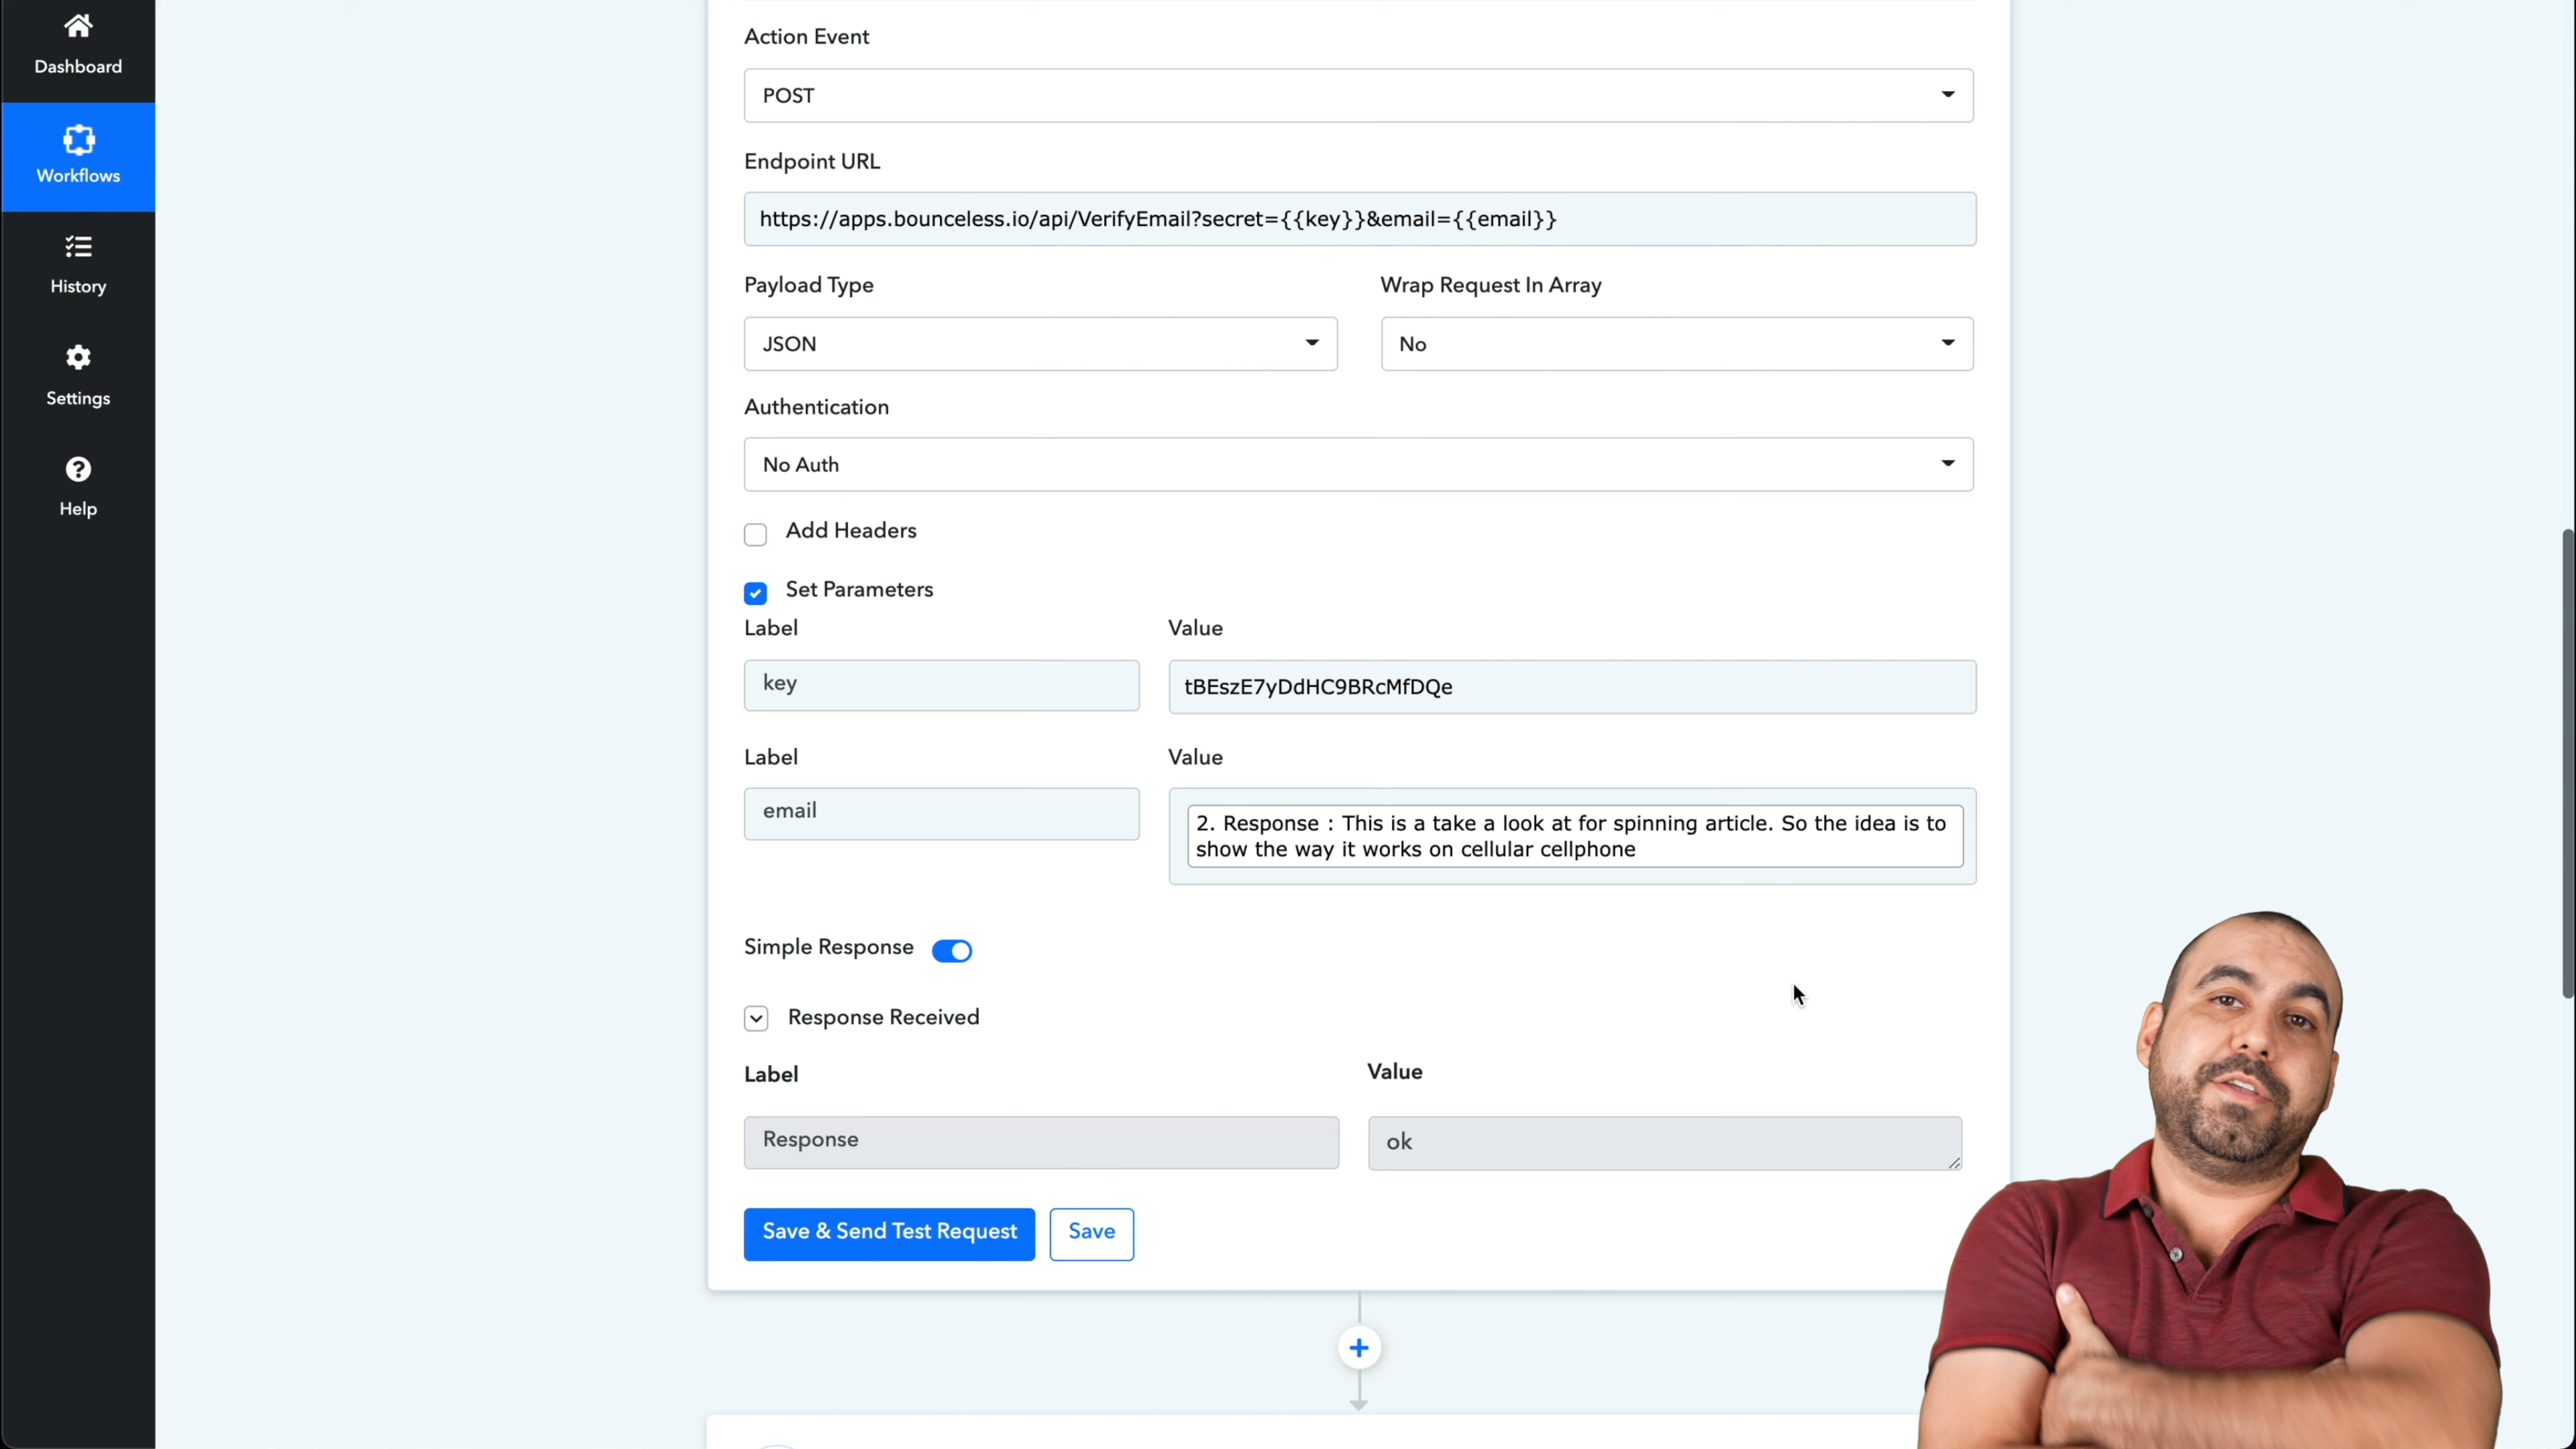 Dashboard
Workflows
History
Settings
Help
Action Event
POST
Endpoint URL
https://apps.bounceless.io/api/VerifyEmail?secret={{key}}&email={{email}}
Payload Type
Wrap Request In Array
JSON
No
Authentication
No Auth
Add Headers
Set Parameters
Label
Value
key
tBEszE7yDdHC9BRcMfDQe
Label
Value
email
2. Response : This is a take a look at for spinning article. So the idea is to
show the way it works on cellular cellphone
Simple Response
Response Received
Label
Value
Response
ok
Save & Send Test Request
Save